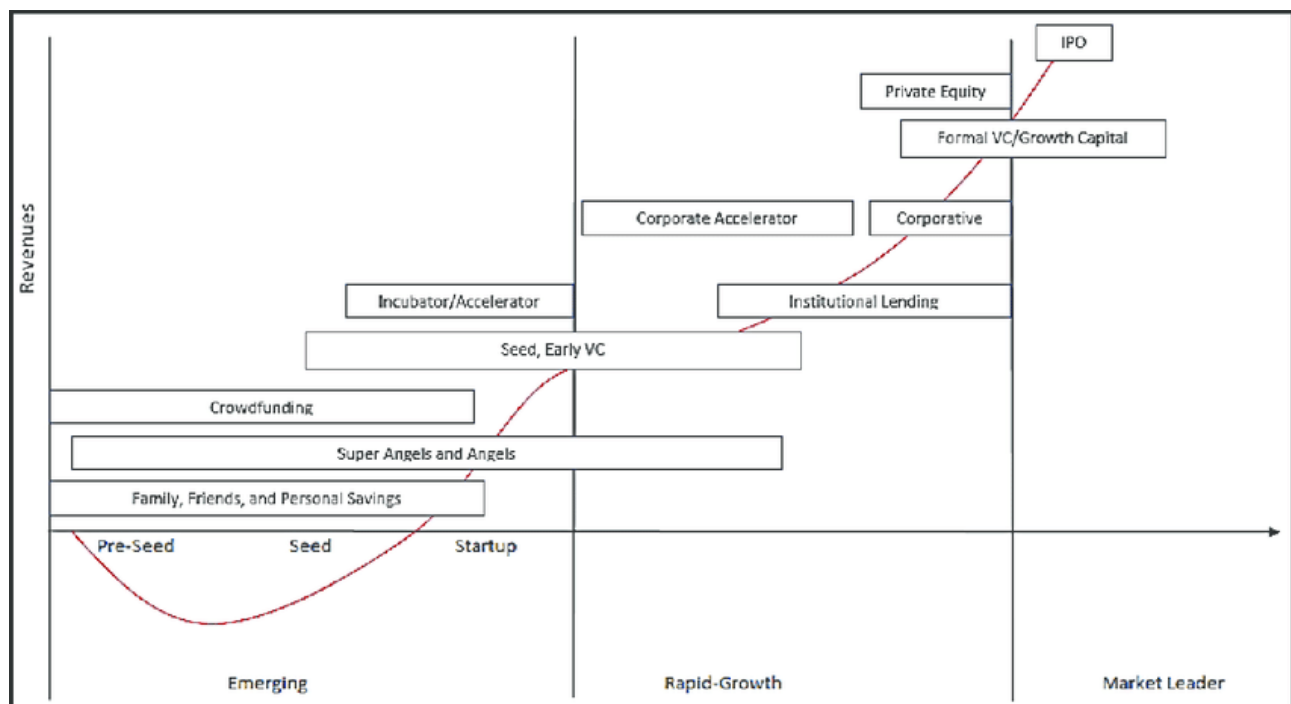 IPO
Private Equity
Formal VC/Growth Capital
Revenues
Corporate Accelerator
Corporative
Incubator/Accelerator
Institutional Lending
Seed, Early VC
Crowdfunding
Super Angels and Angels
Family, Friends, and Personal Savings
Pre-Seed
Seed
Startup
Emerging
Rapid-Growth
Market Leader